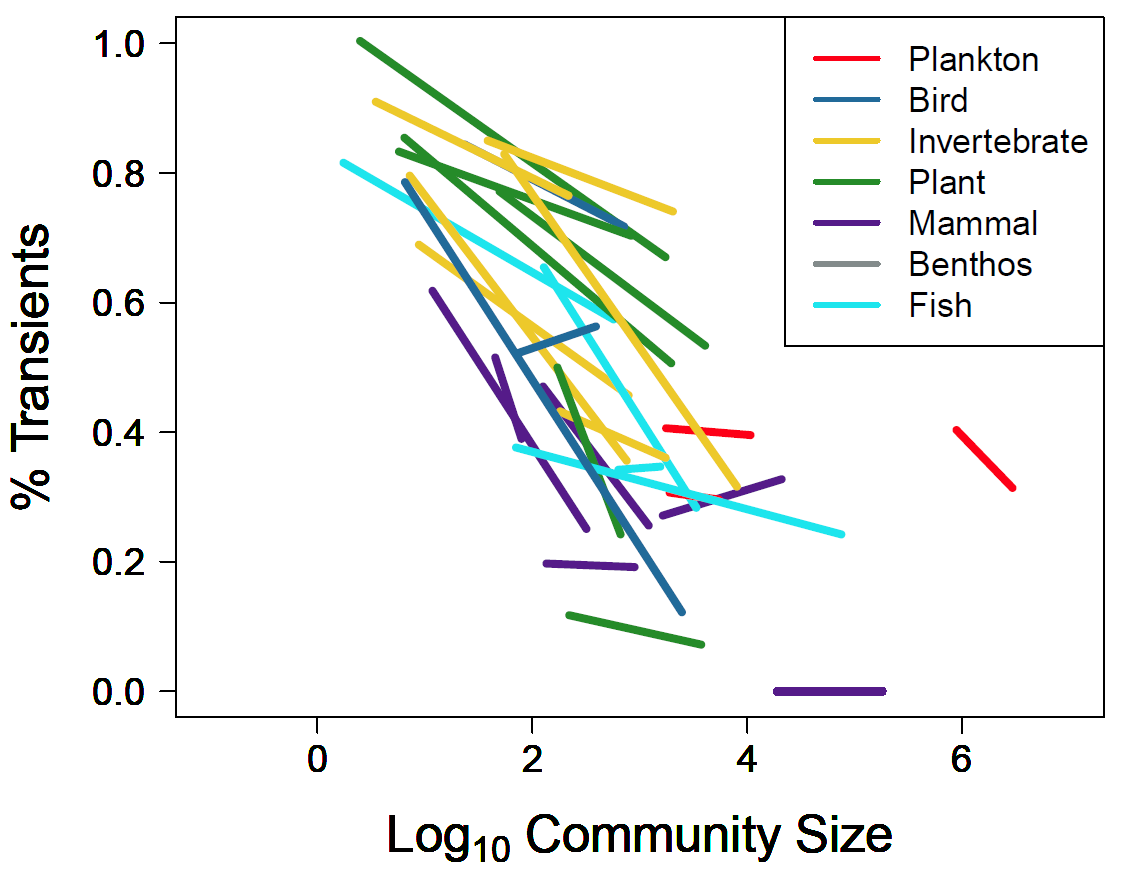 1.0
0.8
0.6
0.4
0.2
0.0
% Transients
0
2
4
6
Log10 Community Size
Plankton
Bird
Invertebrate
Plant
Mammal
Benthos
Fish